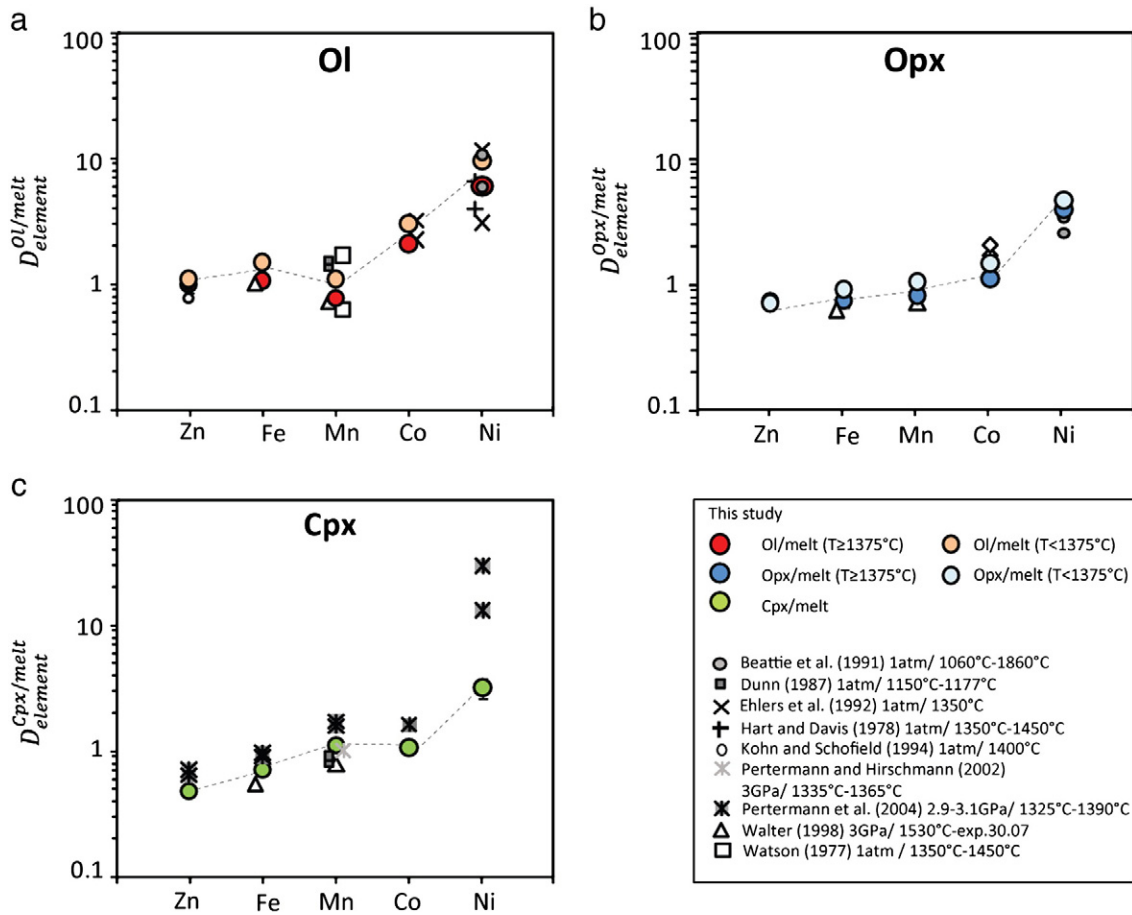 a
Ol
100
10
1
0.1
D^{Ol/melt}_{element}
Zn Fe Mn Co Ni
b
Opx
100
10
1
0.1
D^{Opx/melt}_{element}
Zn Fe Mn Co Ni
c
Cpx
100
10
1
0.1
D^{Cpx/melt}_{element}
Zn Fe Mn Co Ni
This study
Ol/melt (T≥1375°C) Ol/melt (T<1375°C)
Opx/melt (T≥1375°C) Opx/melt (T<1375°C)
Cpx/melt
Beattie et al. (1991) 1atm/ 1060°C-1860°C
Dunn (1987) 1atm/ 1150°C-1177°C
Ehlers et al. (1992) 1atm/ 1350°C
Hart and Davis (1978) 1atm/ 1350°C-1450°C
Kohn and Schofield (1994) 1atm/ 1400°C
Pertermann and Hirschmann (2002)
3GPa/ 1335°C-1365°C
Pertermann et al. (2004) 2.9-3.1GPa/ 1325°C-1390°C
Walter (1998) 3GPa/ 1530°C-exp.30.07
Watson (1977) 1atm / 1350°C-1450°C